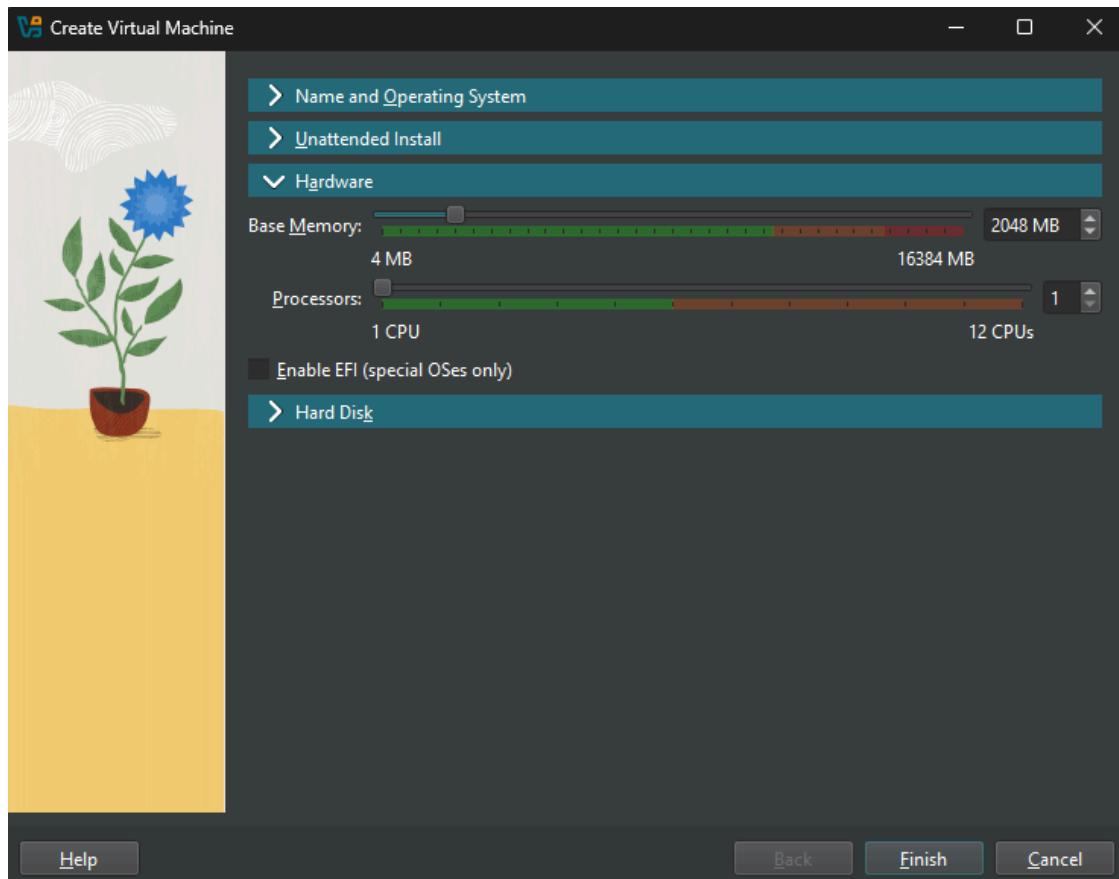 Create Virtual Machine
Name and Operating System
Unattended Install
Hardware
Base Memory: 2048 MB
4 MB 16384 MB
Processors: 1
1 CPU 12 CPUs
Enable EFI (special OSes only)
Hard Disk
Help Back Finish Cancel